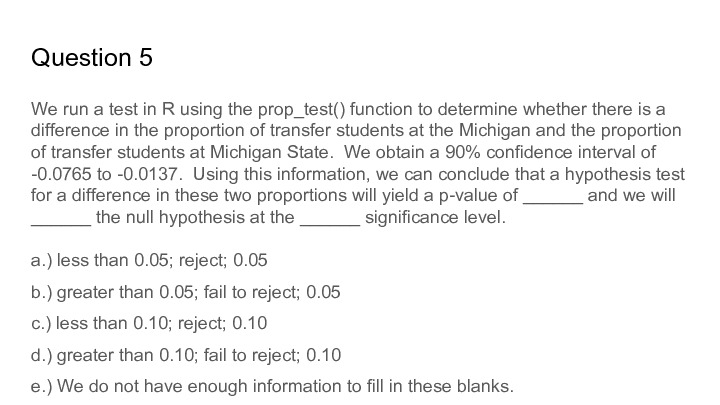 Question 5
We run a test in R using the prop_test() function to determine whether there is a
difference in the proportion of transfer students at the Michigan and the proportion
of transfer students at Michigan State.  We obtain a 90% confidence interval of
-0.0765 to -0.0137.  Using this information, we can conclude that a hypothesis test
for a difference in these two proportions will yield a p-value of ______ and we will
______ the null hypothesis at the ______ significance level.
a.) less than 0.05; reject; 0.05
b.) greater than 0.05; fail to reject; 0.05
c.) less than 0.10; reject; 0.10
d.) greater than 0.10; fail to reject; 0.10
e.) We do not have enough information to fill in these blanks.